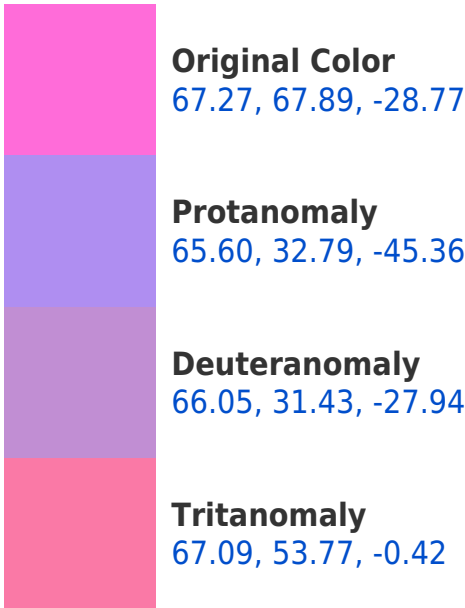 Original Color
67.27, 67.89, -28.77
Protanomaly
65.60, 32.79, -45.36
Deuteranomaly
66.05, 31.43, -27.94
Tritanomaly
67.09, 53.77, -0.42